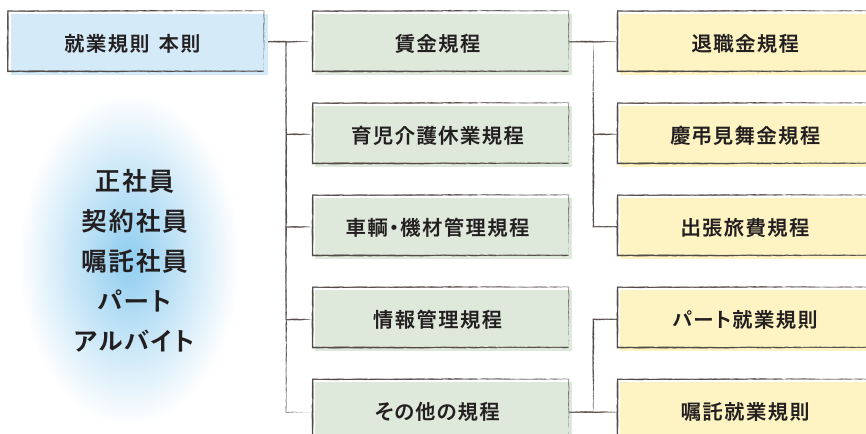 就業規則 本則
正社員
契約社員
嘱託社員
パート
アルバイト
賃金規程
育児介護休業規程
車輌・機材管理規程
情報管理規程
その他の規程
退職金規程
慶弔見舞金規程
出張旅費規程
パート就業規則
嘱託就業規則